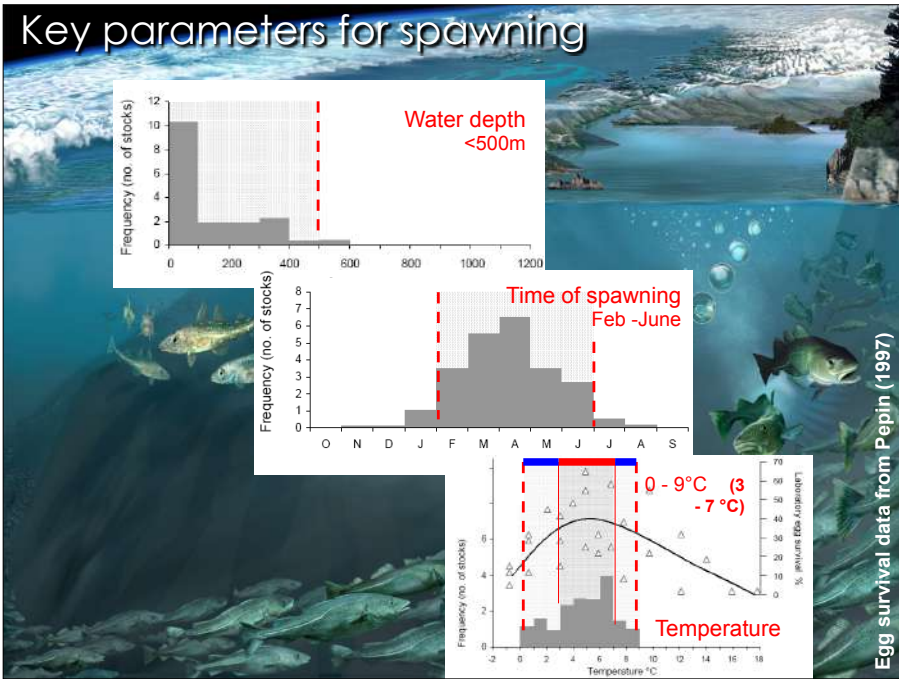 Key parameters for spawning
Water depth
<500m
Frequency (no. of stocks)
12
10
8
6
4
2
0
0 200 400 600 800 1000 1200
Time of spawning
Feb -June
Frequency (no. of stocks)
8
7
6
5
4
3
2
1
0
O N D J F M A M J J A S
0 - 9°C (3
- 7 °C)
Temperature
Frequency (no. of stocks)
6
4
2
0
-2 0 2 4 6 8 10 12 14 16 18
Temperature °C
70
60
50
40
30
20
10
0
Laboratory egg survival %
Egg survival data from Pepin (1997)